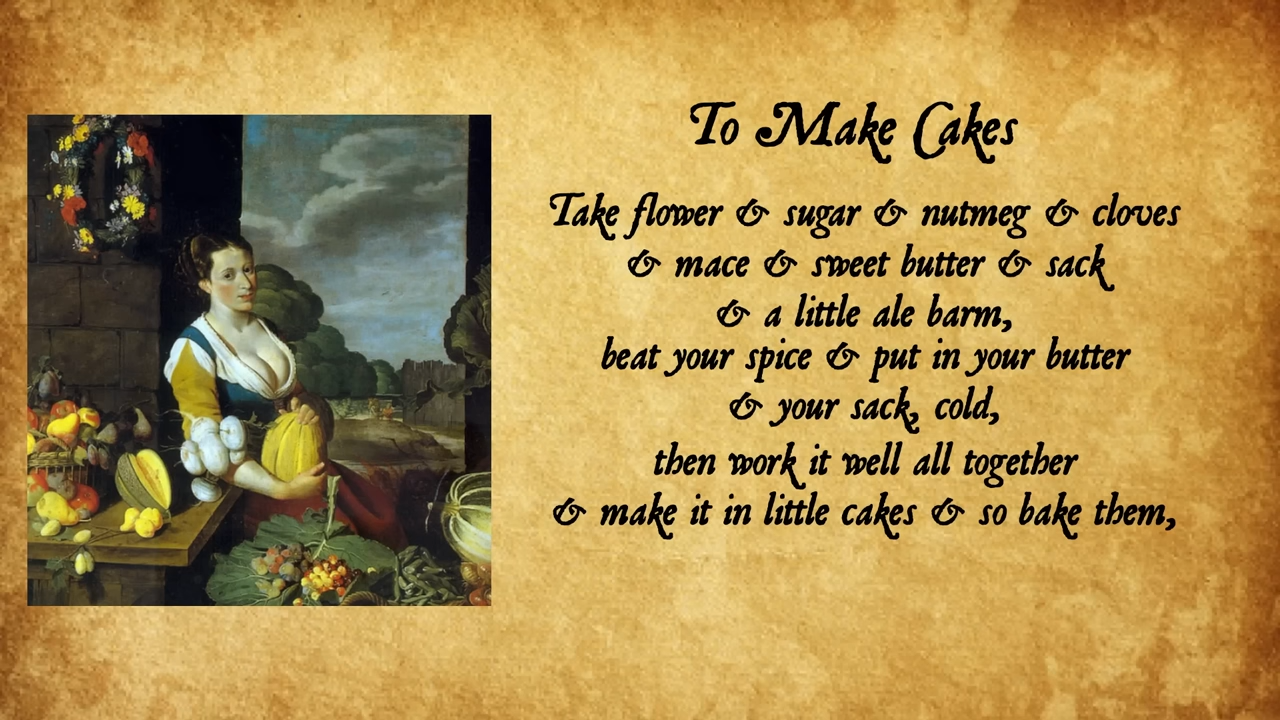 To Make Cakes
Take flower & sugar & nutmeg & cloves
& mace & sweet butter & sack
& a little ale barm,
beat your spice & put in your butter
& your sack, cold,
then work it well all together
& make it in little cakes & so bake them,